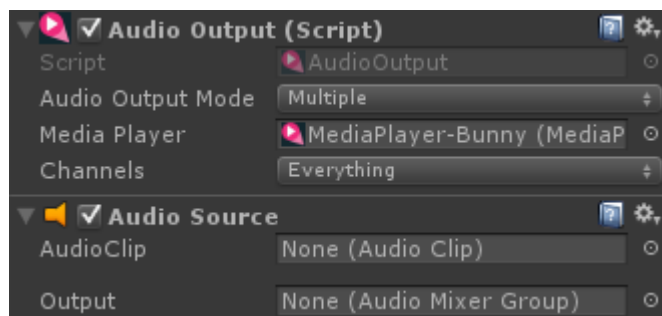 Audio Output (Script)
Script AudioOutput
Audio Output Mode Multiple
Media Player MediaPlayer-Bunny (MediaP
Channels Everything
Audio Source
AudioClip None (Audio Clip)
Output None (Audio Mixer Group)